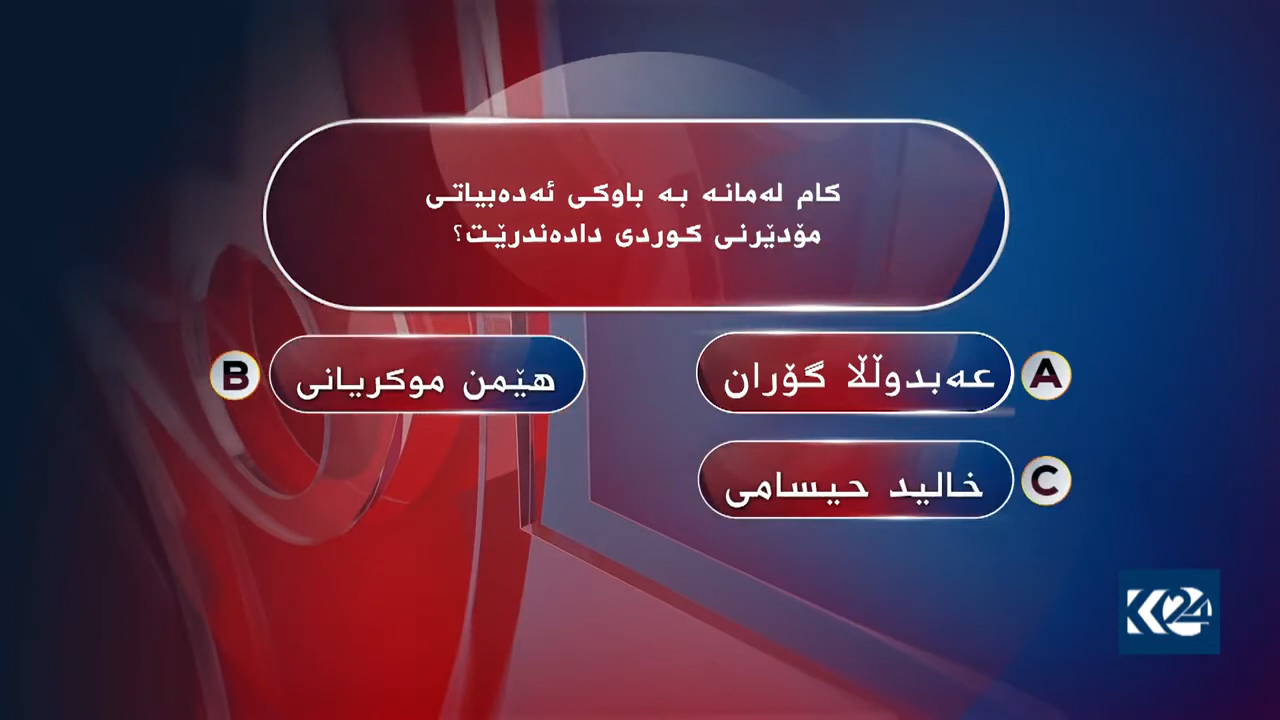 کام لەمانە بە باوکی ئەدەبیاتی
مۆدێرنی کوردی دادەندرێت؟
A عەبدوڵڵا گۆران
B هێمن موکریانی
C خالید حیسامی
K24